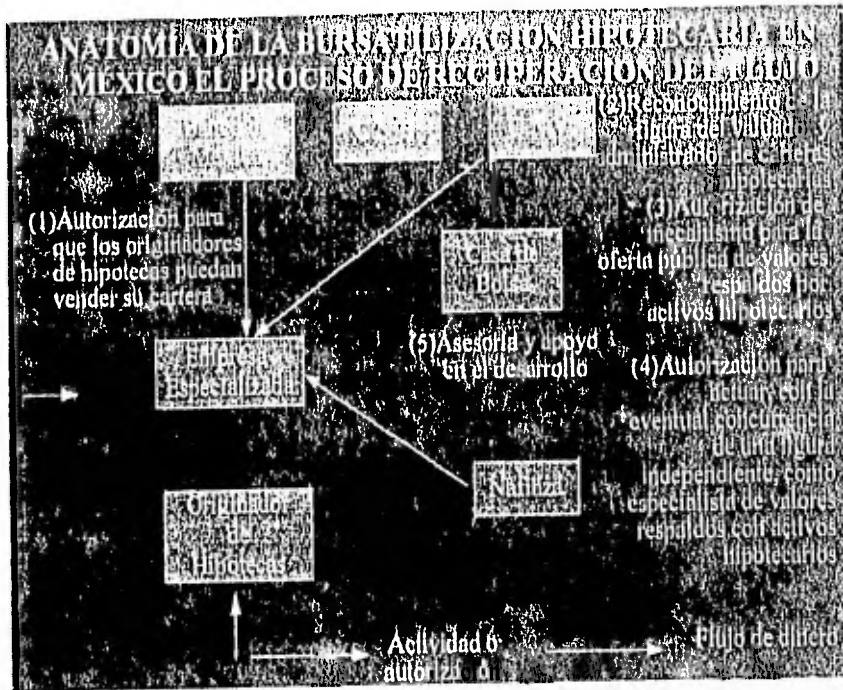 ANATOMIA DE LA BURSATILIZACION HIPOTECARIA EN
MEXICO EL PROCESO DE RECUPERACION DEL FLUJO
(2)Reconocimiento de
figura del valuador y
administrador de carteras
hipotecarias
(1)Autorización para
que los originadores
de hipotecas puedan
vender su cartera
(3)Autorización de
mecanismo para la
oferta pública de valores
respaldos por
activos hipotecarios
Casa de
Bolsa
Empresa
Especializada
(5)Asesoría y apoyo
en el desarrollo
(4)Autorización para
actuar, con la
eventual concurrencia
de una figura
independiente, como
especialista de valores
respaldos con activos
hipotecarios
Nafinza
Originador
de
Hipotecas
Actividad o
autorización
Flujo de dinero